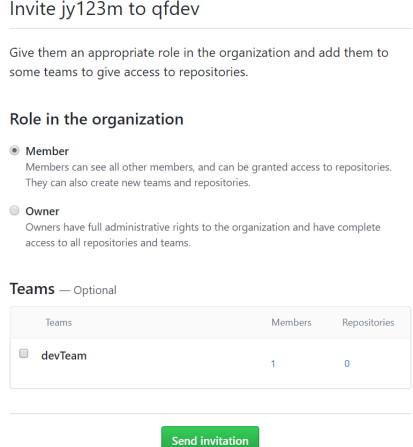 Invite jy123m to qfdev
Give them an appropriate role in the organization and add them to
some teams to give access to repositories.
Role in the organization
Member
Members can see all other members, and can be granted access to repositories.
They can also create new teams and repositories.
Owner
Owners have full administrative rights to the organization and have complete
access to all repositories and teams.
Teams — Optional
Teams Members Repositories
devTeam 1 0
Send invitation